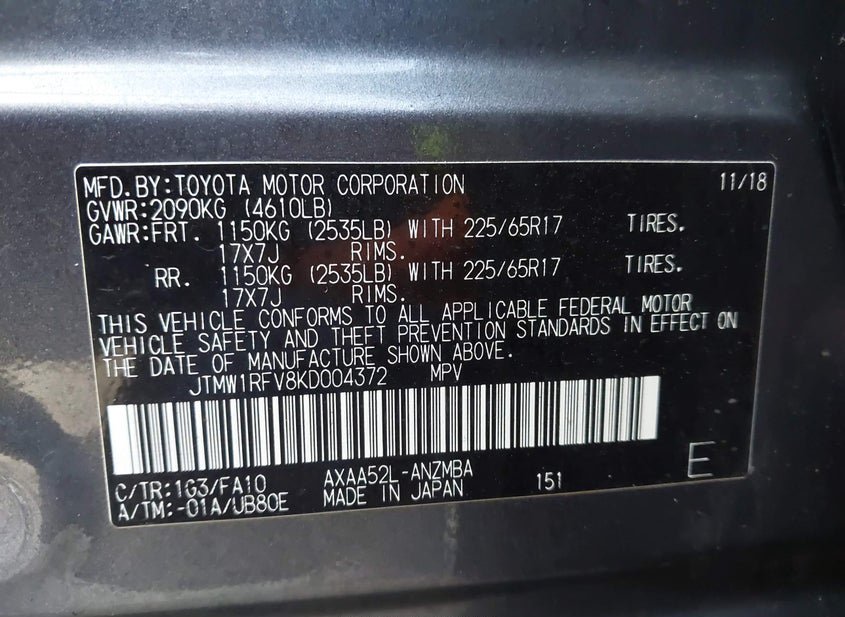 MFD.BY:TOYOTA MOTOR CORPORATION 11/18
GVWR:2090KG (4610LB)
GAWR:FRT. 1150KG (2535LB) WITH 225/65R17 TIRES.
17X7J RIMS.
RR. 1150KG (2535LB) WITH 225/65R17 TIRES.
17X7J RIMS.
THIS VEHICLE CONFORMS TO ALL APPLICABLE FEDERAL MOTOR
VEHICLE SAFETY AND THEFT PREVENTION STANDARDS IN EFFECT ON
THE DATE OF MANUFACTURE SHOWN ABOVE.
JTMW1RFV8KD004372 MPV
C/TR:1G3/FA10 AXAA52L-ANZMBA 151 E
A/TM:-01A/UB80E MADE IN JAPAN